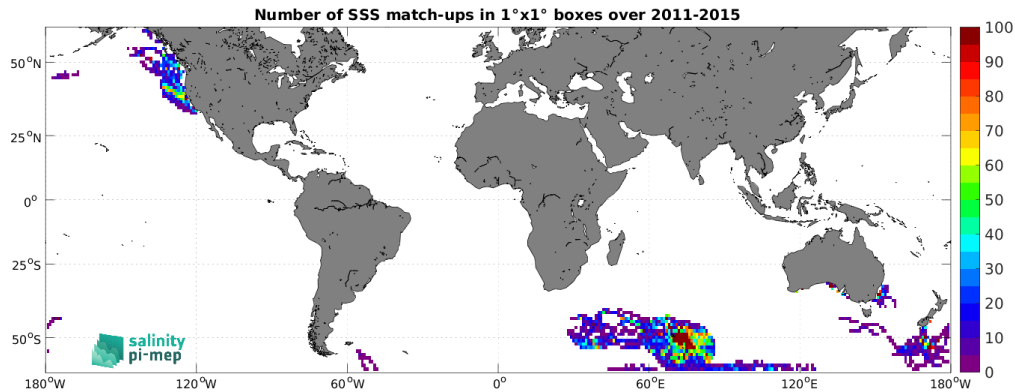 Number of SSS match-ups in 1°x1° boxes over 2011-2015
50°N
25°N
0°
25°S
50°S
180°W
120°W
60°W
0°
60°E
120°E
180°W
100
90
80
70
60
50
40
30
20
10
0
salinity
pi-mep